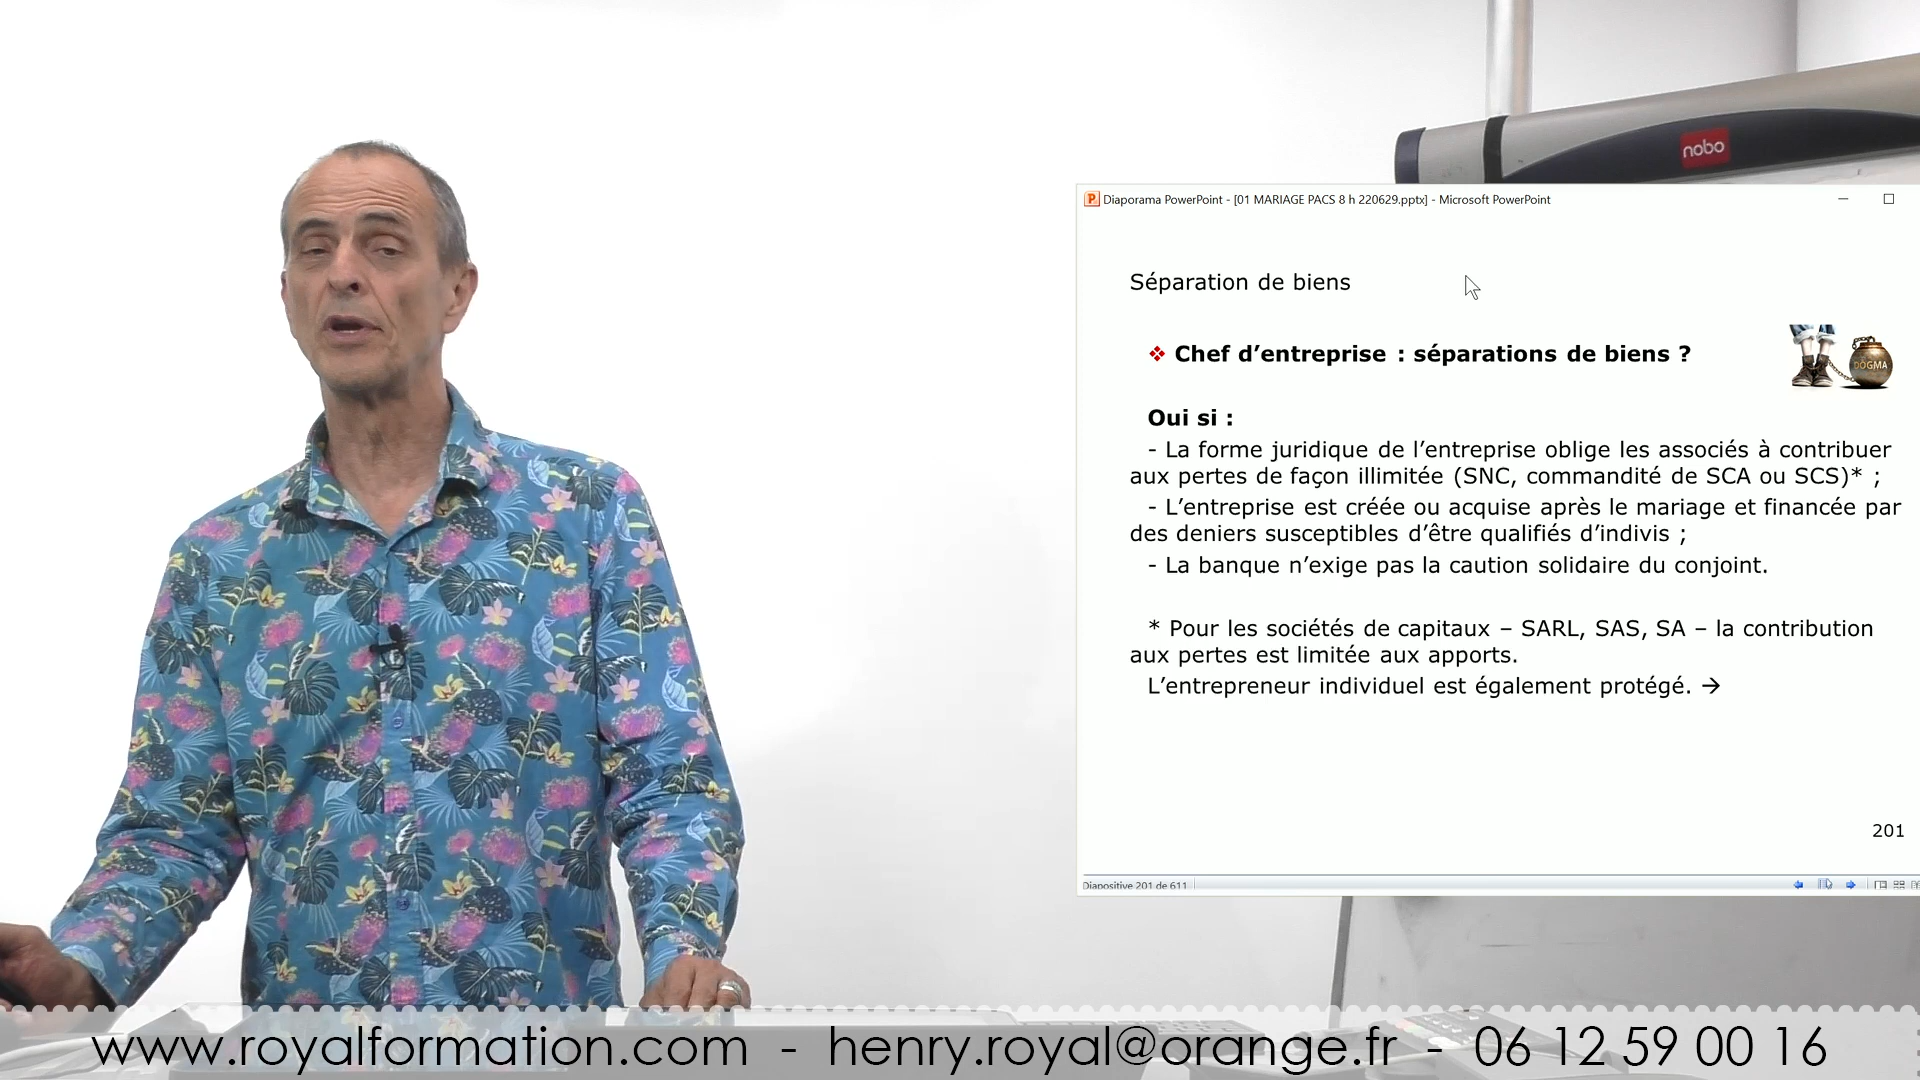 nobo
Diaporama PowerPoint - [01 MARIAGE PACS 8 h 220629.pptx] - Microsoft PowerPoint
Séparation de biens
Chef d’entreprise : séparations de biens ?
DOGMA
Oui si :
- La forme juridique de l’entreprise oblige les associés à contribuer
aux pertes de façon illimitée (SNC, commandité de SCA ou SCS)* ;
- L’entreprise est créée ou acquise après le mariage et financée par
des deniers susceptibles d’être qualifiés d’indivis ;
- La banque n’exige pas la caution solidaire du conjoint.
* Pour les sociétés de capitaux – SARL, SAS, SA – la contribution
aux pertes est limitée aux apports.
L’entrepreneur individuel est également protégé. →
201
Diapositive 201 de 611
www.royalformation.com - henry.royal@orange.fr - 06 12 59 00 16